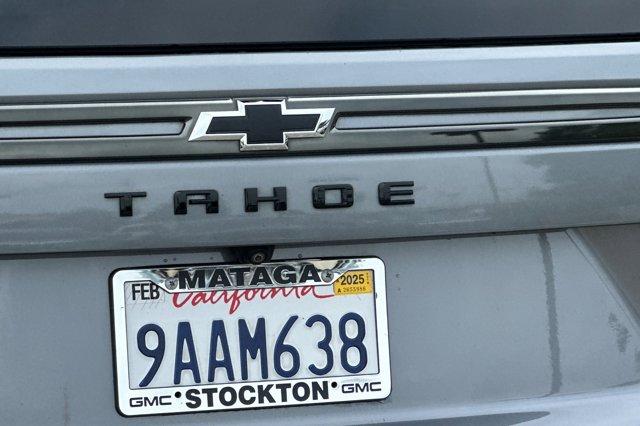 TAHOE
MATAGA
FEB California 2025
9AAM638
GMC • STOCKTON • GMC